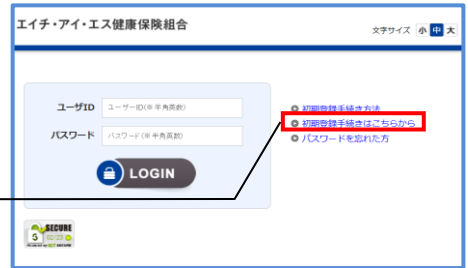 エイチ・アイ・エス健康保険組合
文字サイズ 小 中 大
ユーザID ユーザーID(※半角英数)
パスワード パスワード(※半角英数)
LOGIN
初期登録手続き方法
初期登録手続きはこちらから
パスワードを忘れた方
SECURE
5